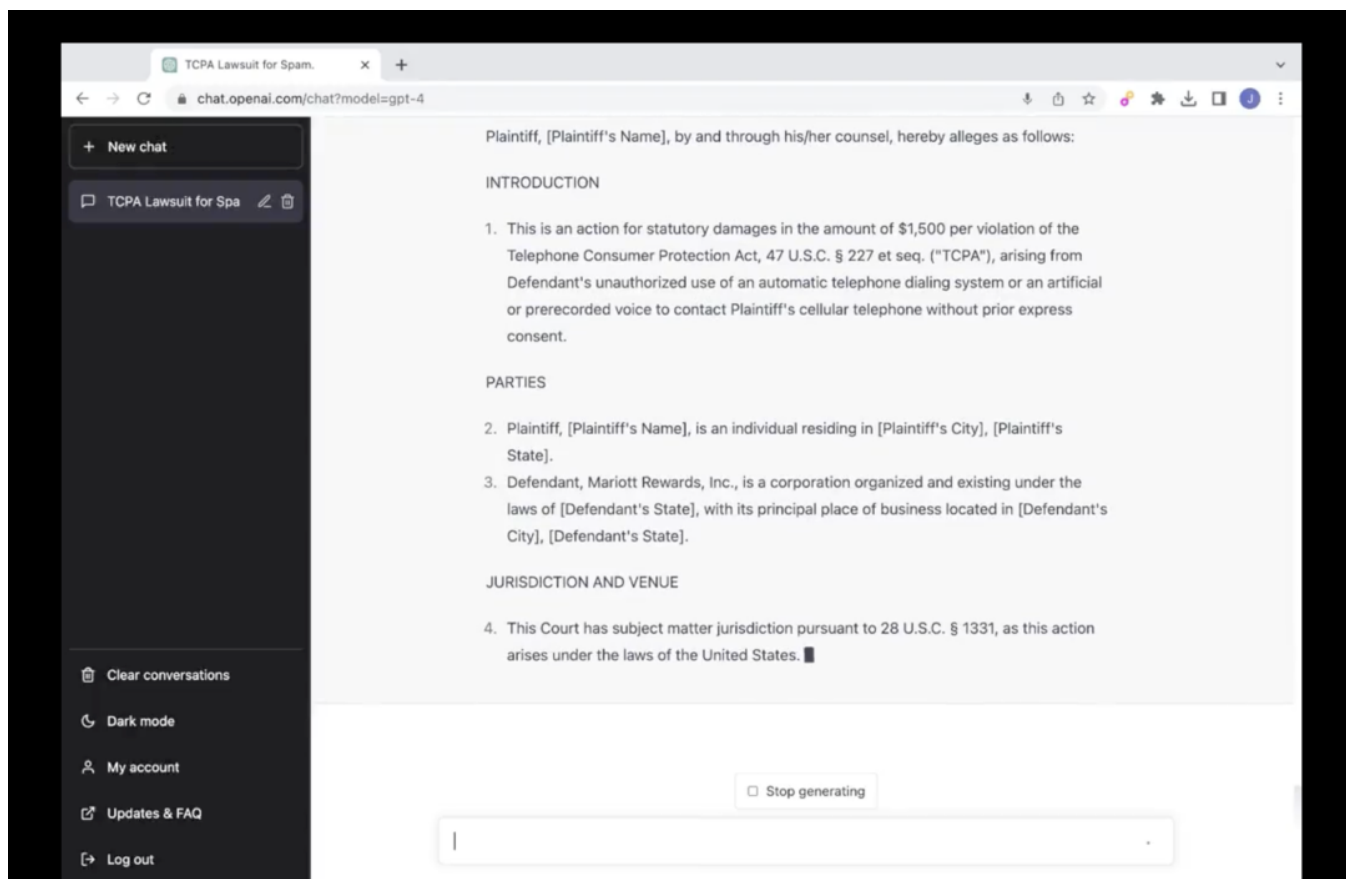 TCPA Lawsuit for Spam.
chat.openai.com/chat?model=gpt-4
J
New chat
TCPA Lawsuit for Spa
Clear conversations
Dark mode
My account
Updates & FAQ
Log out
Plaintiff, [Plaintiff's Name], by and through his/her counsel, hereby alleges as follows:
INTRODUCTION
1. This is an action for statutory damages in the amount of $1,500 per violation of the
Telephone Consumer Protection Act, 47 U.S.C. § 227 et seq. ("TCPA"), arising from
Defendant's unauthorized use of an automatic telephone dialing system or an artificial
or prerecorded voice to contact Plaintiff's cellular telephone without prior express
consent.
PARTIES
2. Plaintiff, [Plaintiff's Name], is an individual residing in [Plaintiff's City], [Plaintiff's
State].
3. Defendant, Mariott Rewards, Inc., is a corporation organized and existing under the
laws of [Defendant's State], with its principal place of business located in [Defendant's
City], [Defendant's State].
JURISDICTION AND VENUE
4. This Court has subject matter jurisdiction pursuant to 28 U.S.C. § 1331, as this action
arises under the laws of the United States.
Stop generating